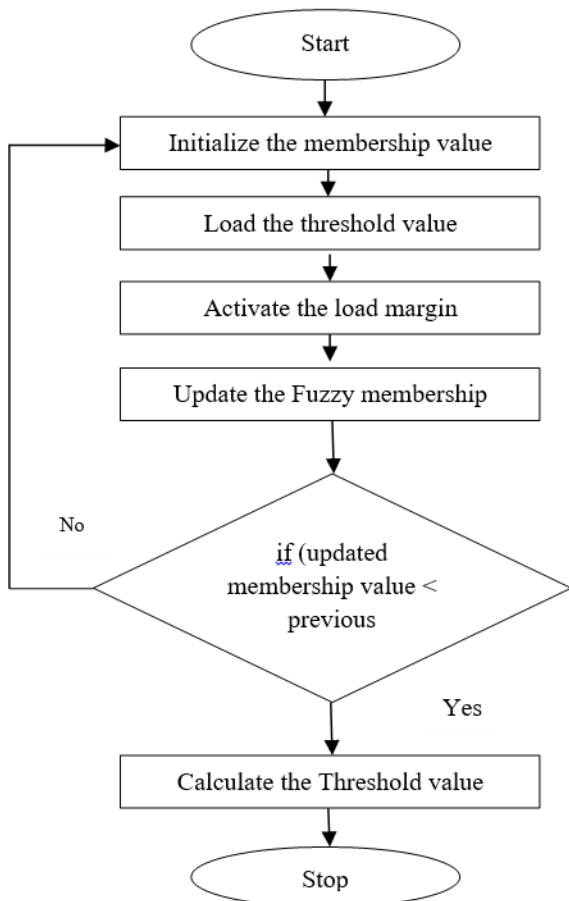 Start
Initialize the membership value
Load the threshold value
Activate the load margin
Update the Fuzzy membership
No
if (updated
membership value <
previous
Yes
Calculate the Threshold value
Stop